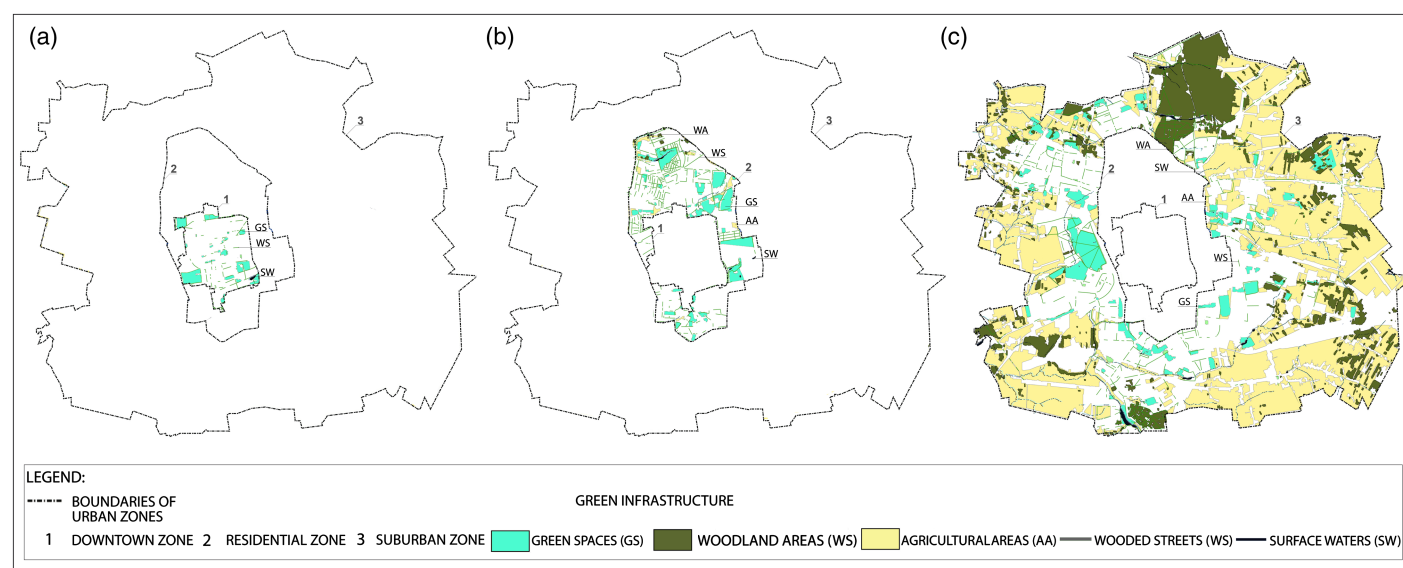 (a)
3
2
1
GS
WS
SW
(b)
3
WA
WS
2
GS
AA
1
SW
(c)
3
WA
2
SW
1
AA
WS
GS
LEGEND:
BOUNDARIES OF
URBAN ZONES
GREEN INFRASTRUCTURE
1 DOWNTOWN ZONE 2 RESIDENTIAL ZONE 3 SUBURBAN ZONE GREEN SPACES (GS) WOODLAND AREAS (WS) AGRICULTURAL AREAS (AA) WOODED STREETS (WS) SURFACE WATERS (SW)